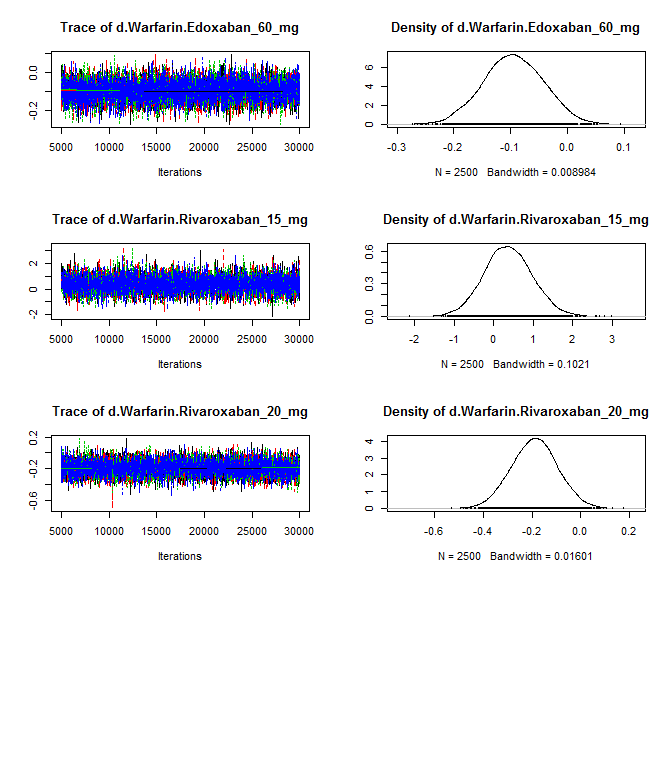 Trace of d.Warfarin.Edoxaban_60_mg
0.0
-0.2
5000 10000 15000 20000 25000 30000
Iterations
Density of d.Warfarin.Edoxaban_60_mg
6
4
2
0
-0.3 -0.2 -0.1 0.0 0.1
N = 2500 Bandwidth = 0.008984
Trace of d.Warfarin.Rivaroxaban_15_mg
2
0
-2
5000 10000 15000 20000 25000 30000
Iterations
Density of d.Warfarin.Rivaroxaban_15_mg
0.6
0.3
0.0
-2 -1 0 1 2 3
N = 2500 Bandwidth = 0.1021
Trace of d.Warfarin.Rivaroxaban_20_mg
0.2
-0.2
-0.6
5000 10000 15000 20000 25000 30000
Iterations
Density of d.Warfarin.Rivaroxaban_20_mg
4
3
2
1
0
-0.6 -0.4 -0.2 0.0 0.2
N = 2500 Bandwidth = 0.01601